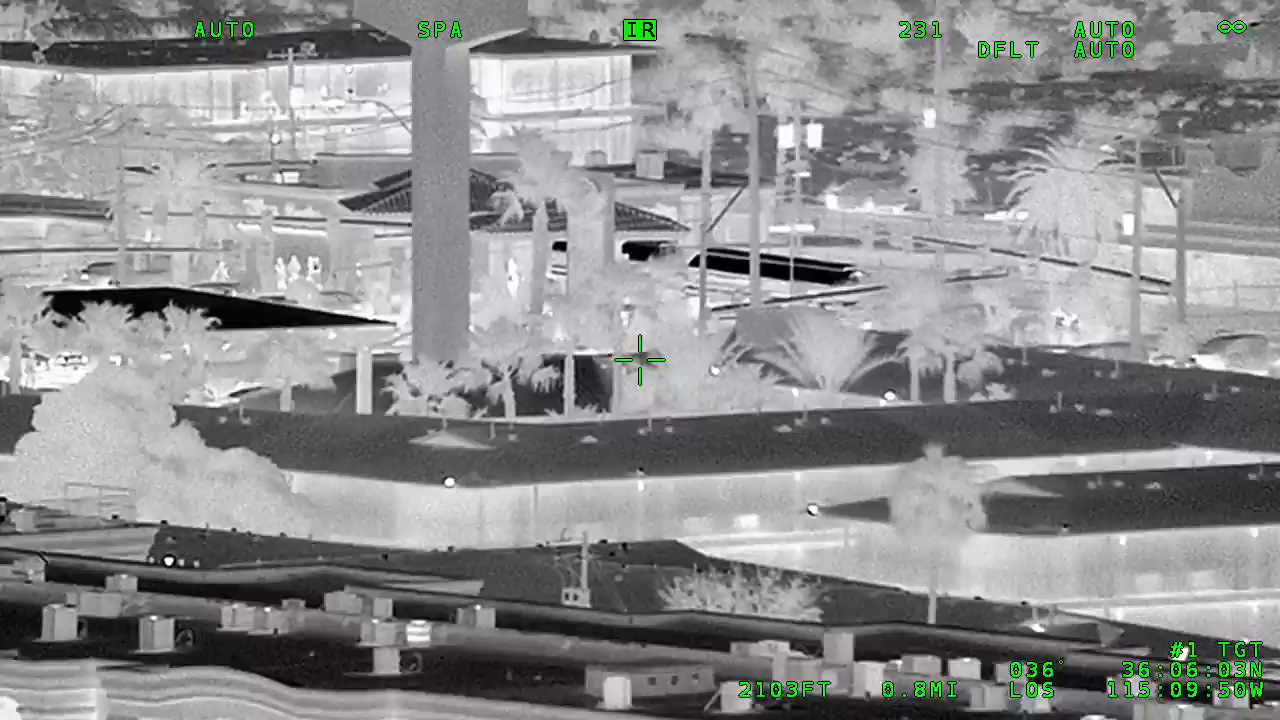 AUTO SPA IR 231 AUTO ∞
DFLT AUTO
#1 TGT
036° 36:06:03N
2103FT 0.8MI LOS 115:09:50W